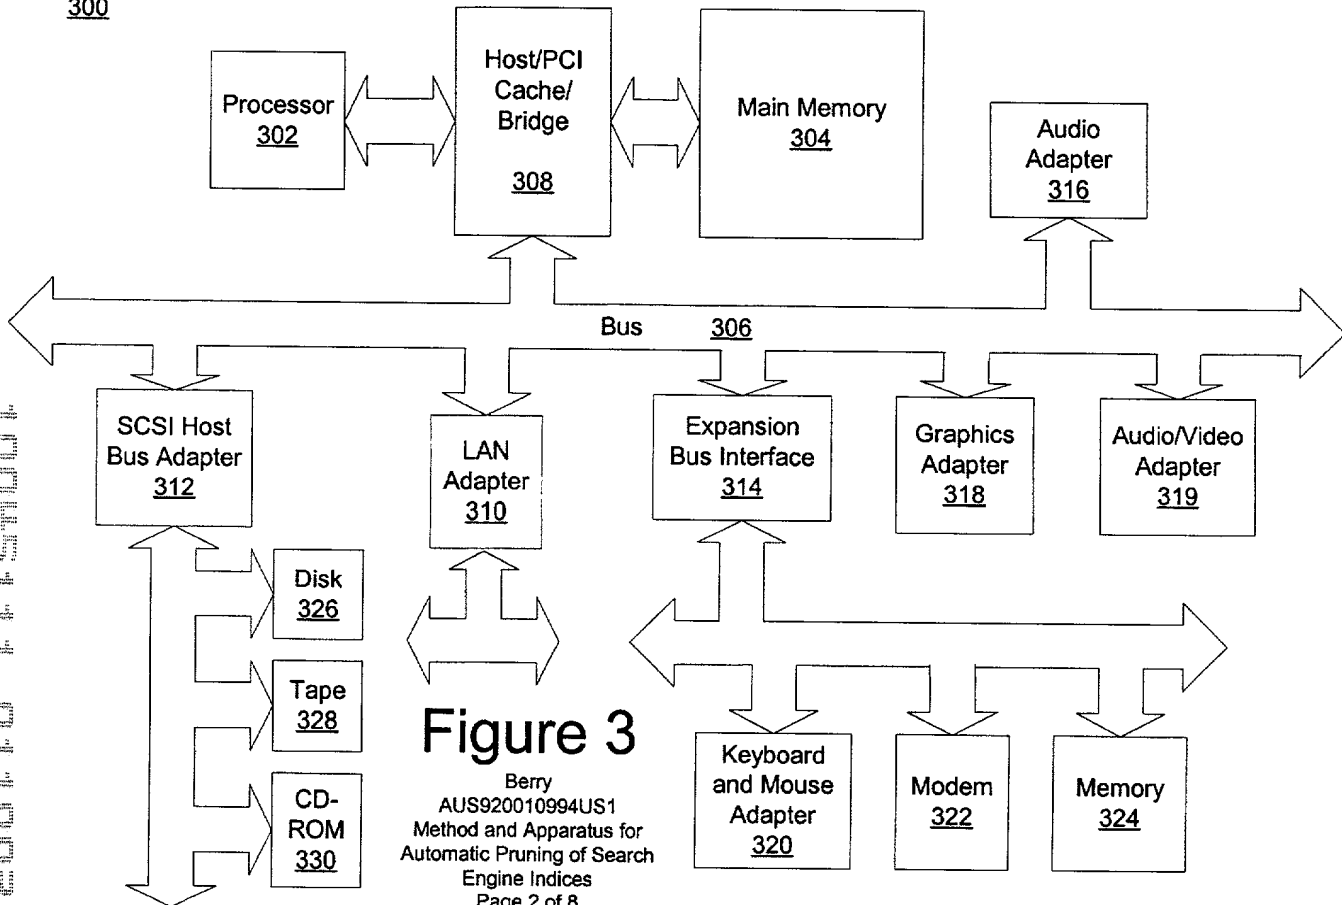 300
Processor
302
Host/PCI
Cache/
Bridge
308
Main Memory
304
Audio
Adapter
316
Bus 306
SCSI Host
Bus Adapter
312
LAN
Adapter
310
Expansion
Bus Interface
314
Graphics
Adapter
318
Audio/Video
Adapter
319
Disk
326
Tape
328
CD-
ROM
330
Keyboard
and Mouse
Adapter
320
Modem
322
Memory
324
Figure 3
Berry
AUS920010994US1
Method and Apparatus for
Automatic Pruning of Search
Engine Indices
Page 2 of 8